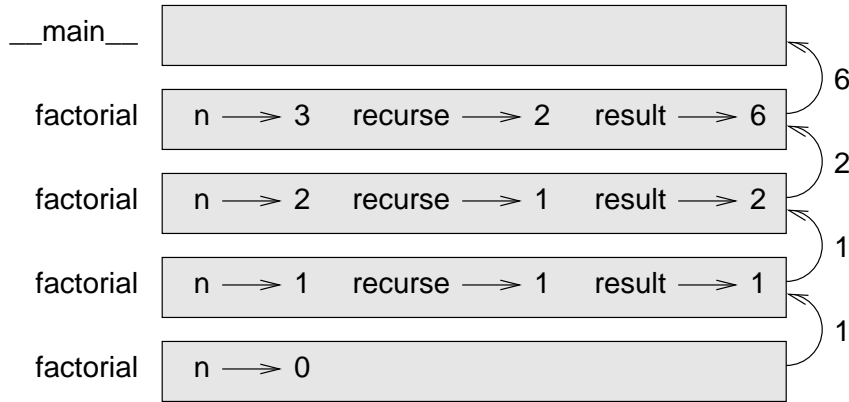 __main__
6
factorial n 3 recurse 2 result 6
2
factorial n 2 recurse 1 result 2
1
factorial n 1 recurse 1 result 1
1
factorial n 0